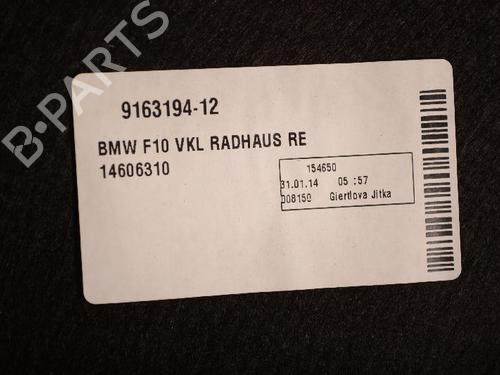 B-PARTS
9163194-12
BMW F10 VKL RADHAUS RE
14606310
154650
31.01.14 05:57
008150 Giertlova Jitka